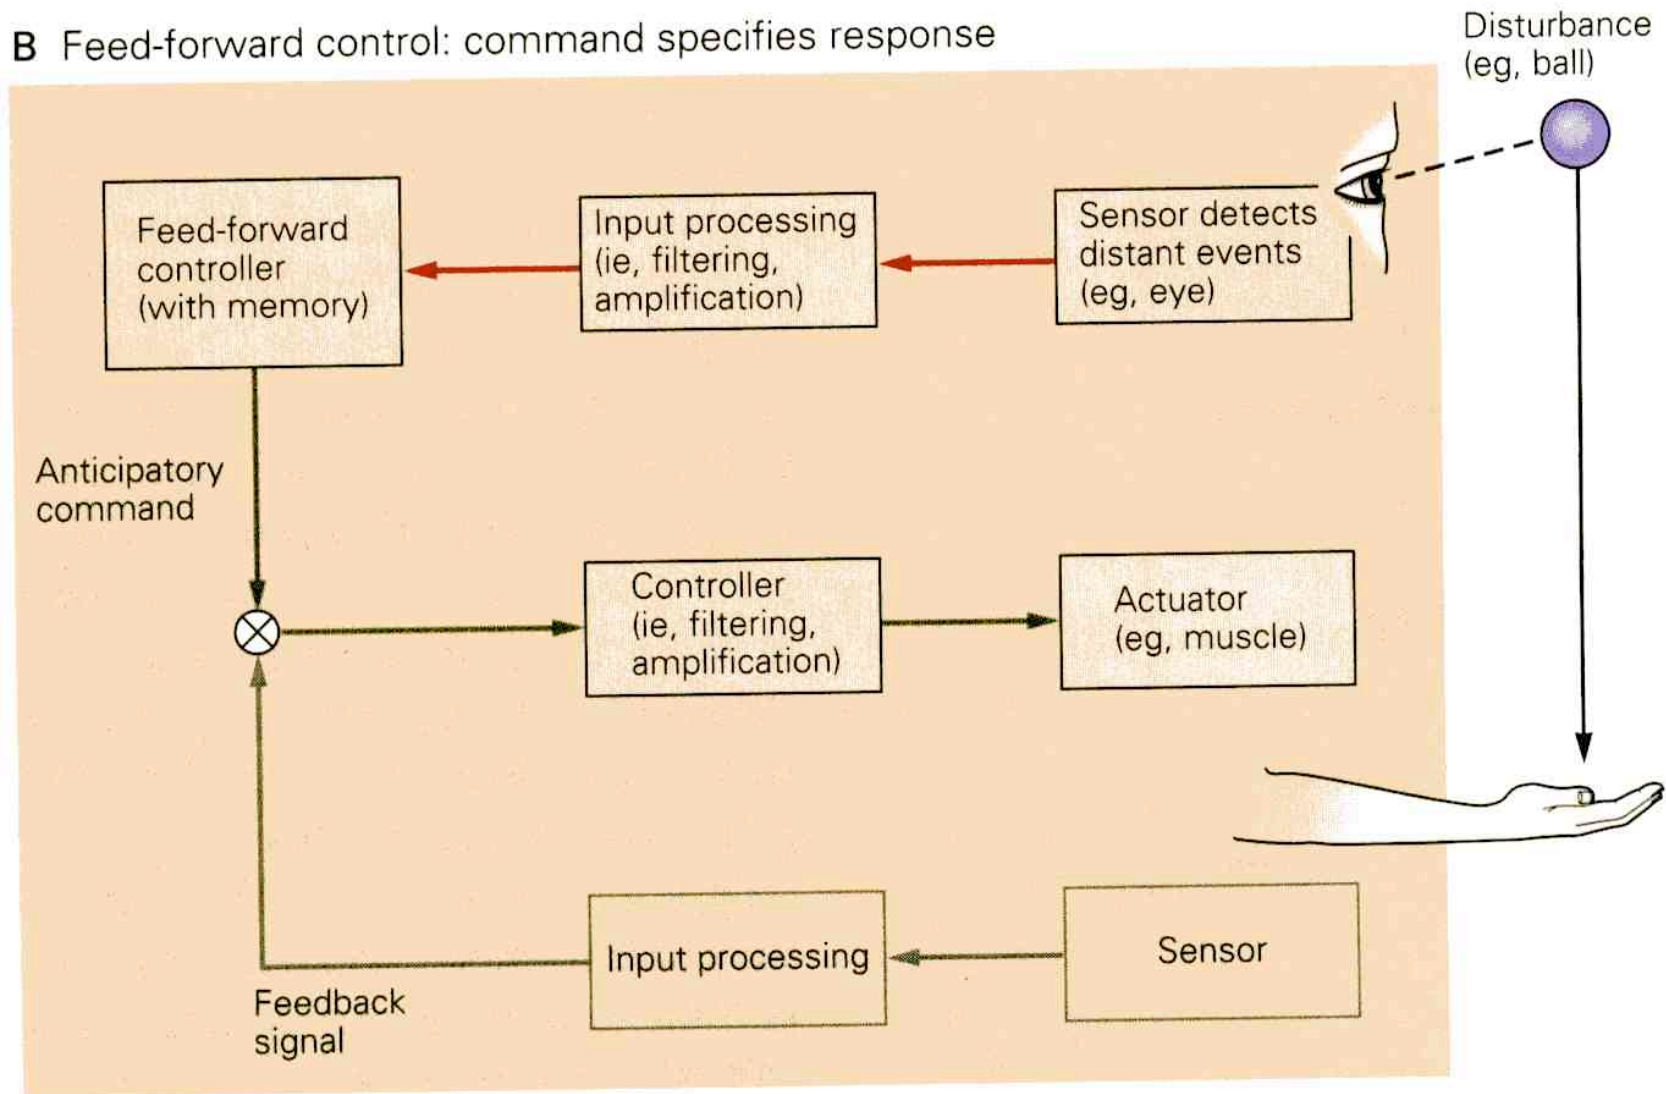 B Feed-forward control: command specifies response
Disturbance
(eg, ball)
Feed-forward
controller
(with memory)
Input processing
(ie, filtering,
amplification)
Sensor detects
distant events
(eg, eye)
Anticipatory
command
Controller
(ie, filtering,
amplification)
Actuator
(eg, muscle)
Input processing
Sensor
Feedback
signal